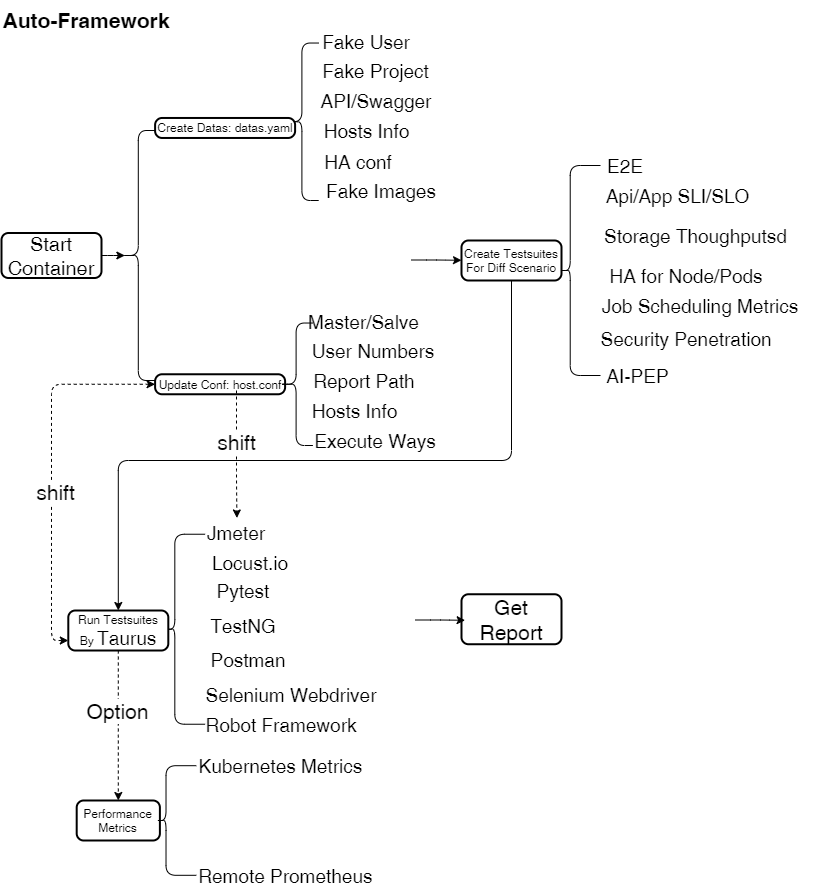 Auto-Framework
Fake User
Fake Project
API/Swagger
Hosts Info
HA conf
Fake Images
Create Datas: datas.yaml
Start
Container
Create Testsuites
For Diff Scenario
E2E
Api/App SLI/SLO
Storage Thoughputsd
HA for Node/Pods
Job Scheduling Metrics
Security Penetration
AI-PEP
Update Conf: host.conf
Master/Salve
User Numbers
Report Path
Hosts Info
Execute Ways
shift
shift
Run Testsuites
By Taurus
Jmeter
Locust.io
Pytest
TestNG
Postman
Selenium Webdriver
Robot Framework
Get
Report
Option
Performance
Metrics
Kubernetes Metrics
Remote Prometheus